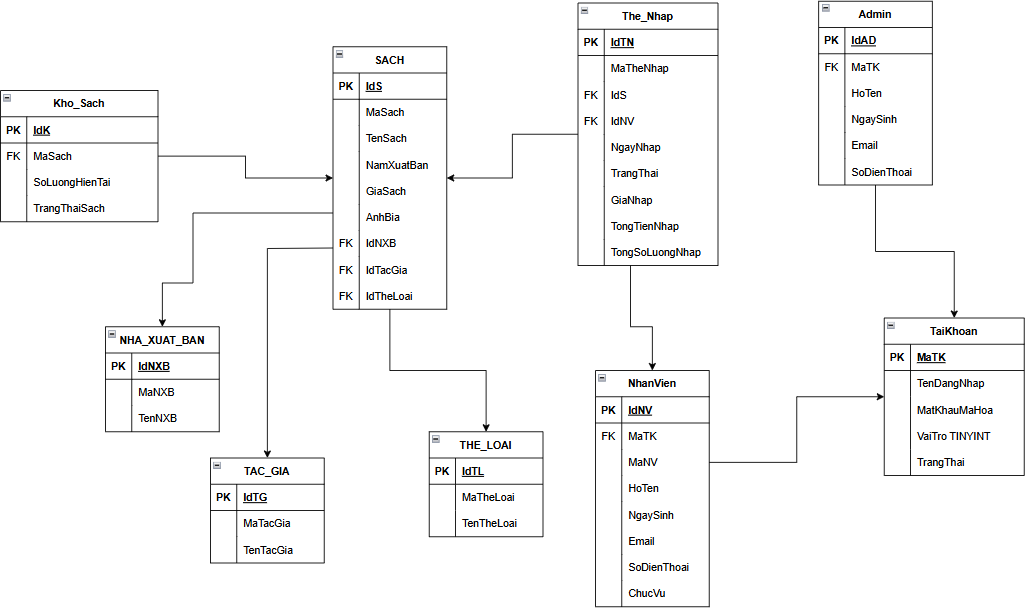 Kho_Sach
PK IdK
FK MaSach
SoLuongHienTai
TrangThaiSach
SACH
PK IdS
MaSach
TenSach
NamXuatBan
GiaSach
AnhBia
FK IdNXB
FK IdTacGia
FK IdTheLoai
The_Nhap
PK IdTN
MaTheNhap
FK IdS
FK IdNV
NgayNhap
TrangThai
GiaNhap
TongTienNhap
TongSoLuongNhap
Admin
PK IdAD
FK MaTK
HoTen
NgaySinh
Email
SoDienThoai
NHA_XUAT_BAN
PK IdNXB
MaNXB
TenNXB
TAC_GIA
PK IdTG
MaTacGia
TenTacGia
THE_LOAI
PK IdTL
MaTheLoai
TenTheLoai
NhanVien
PK IdNV
FK MaTK
MaNV
HoTen
NgaySinh
Email
SoDienThoai
ChucVu
TaiKhoan
PK MaTK
TenDangNhap
MatKhauMaHoa
VaiTro TINYINT
TrangThai